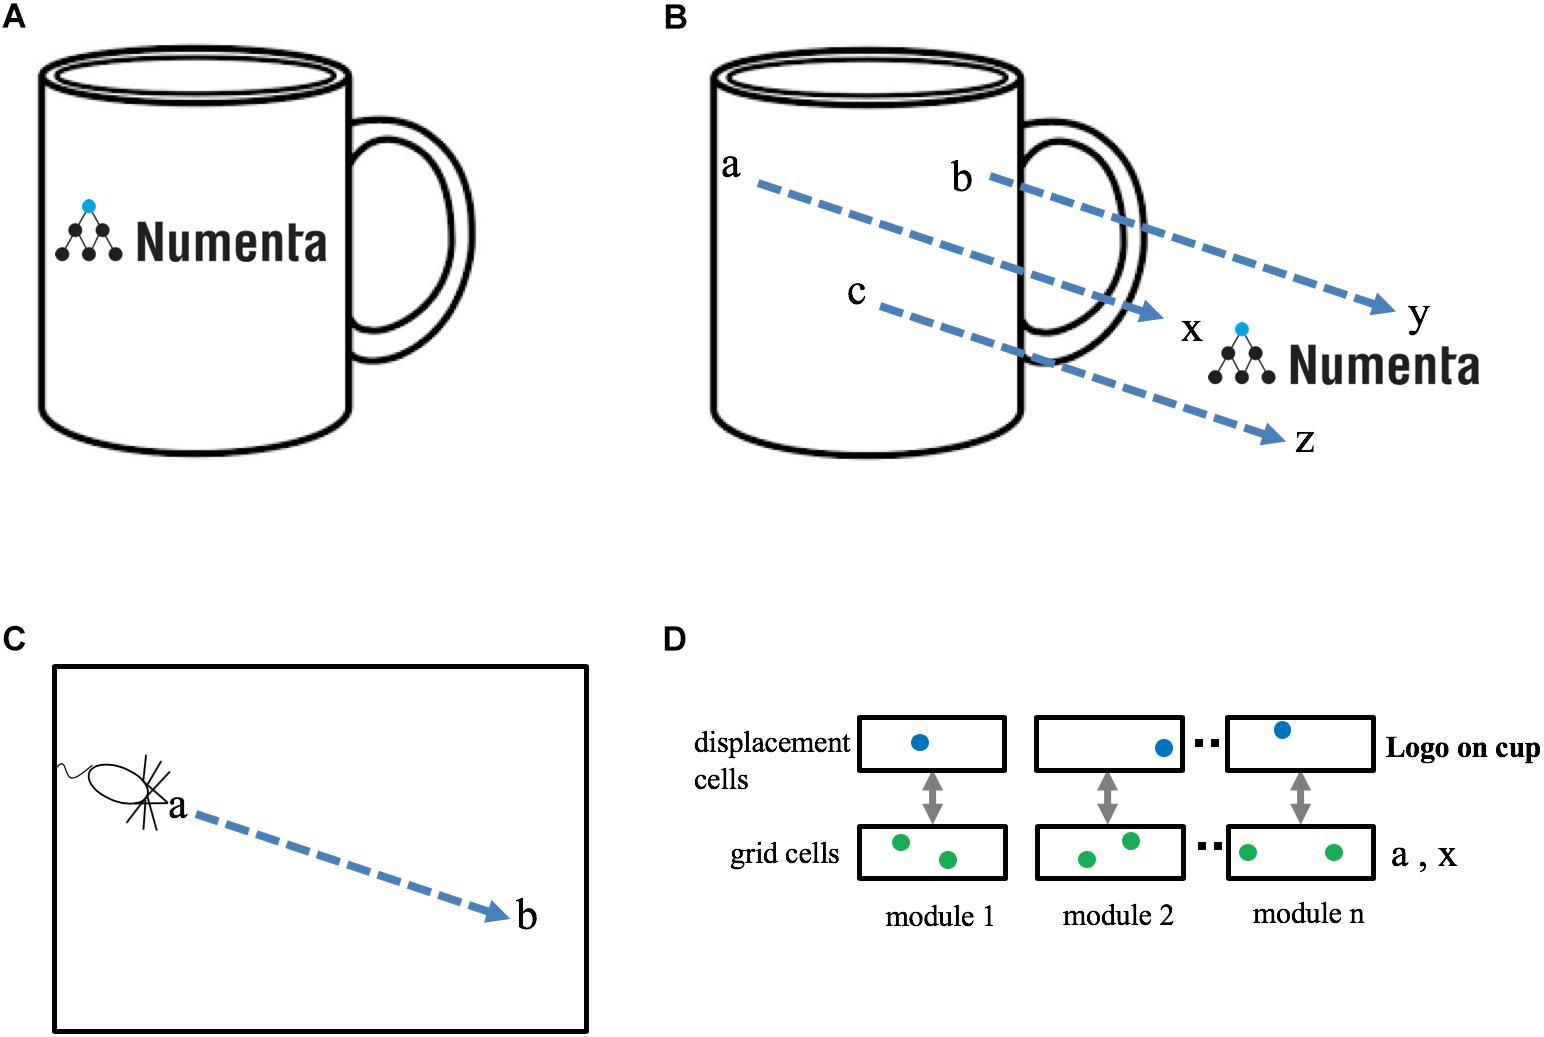 A
Numenta
B
a
b
c
x
y
Numenta
z
C
a
b
D
displacement
cells
Logo on cup
grid cells
a , x
module 1
module 2
module n